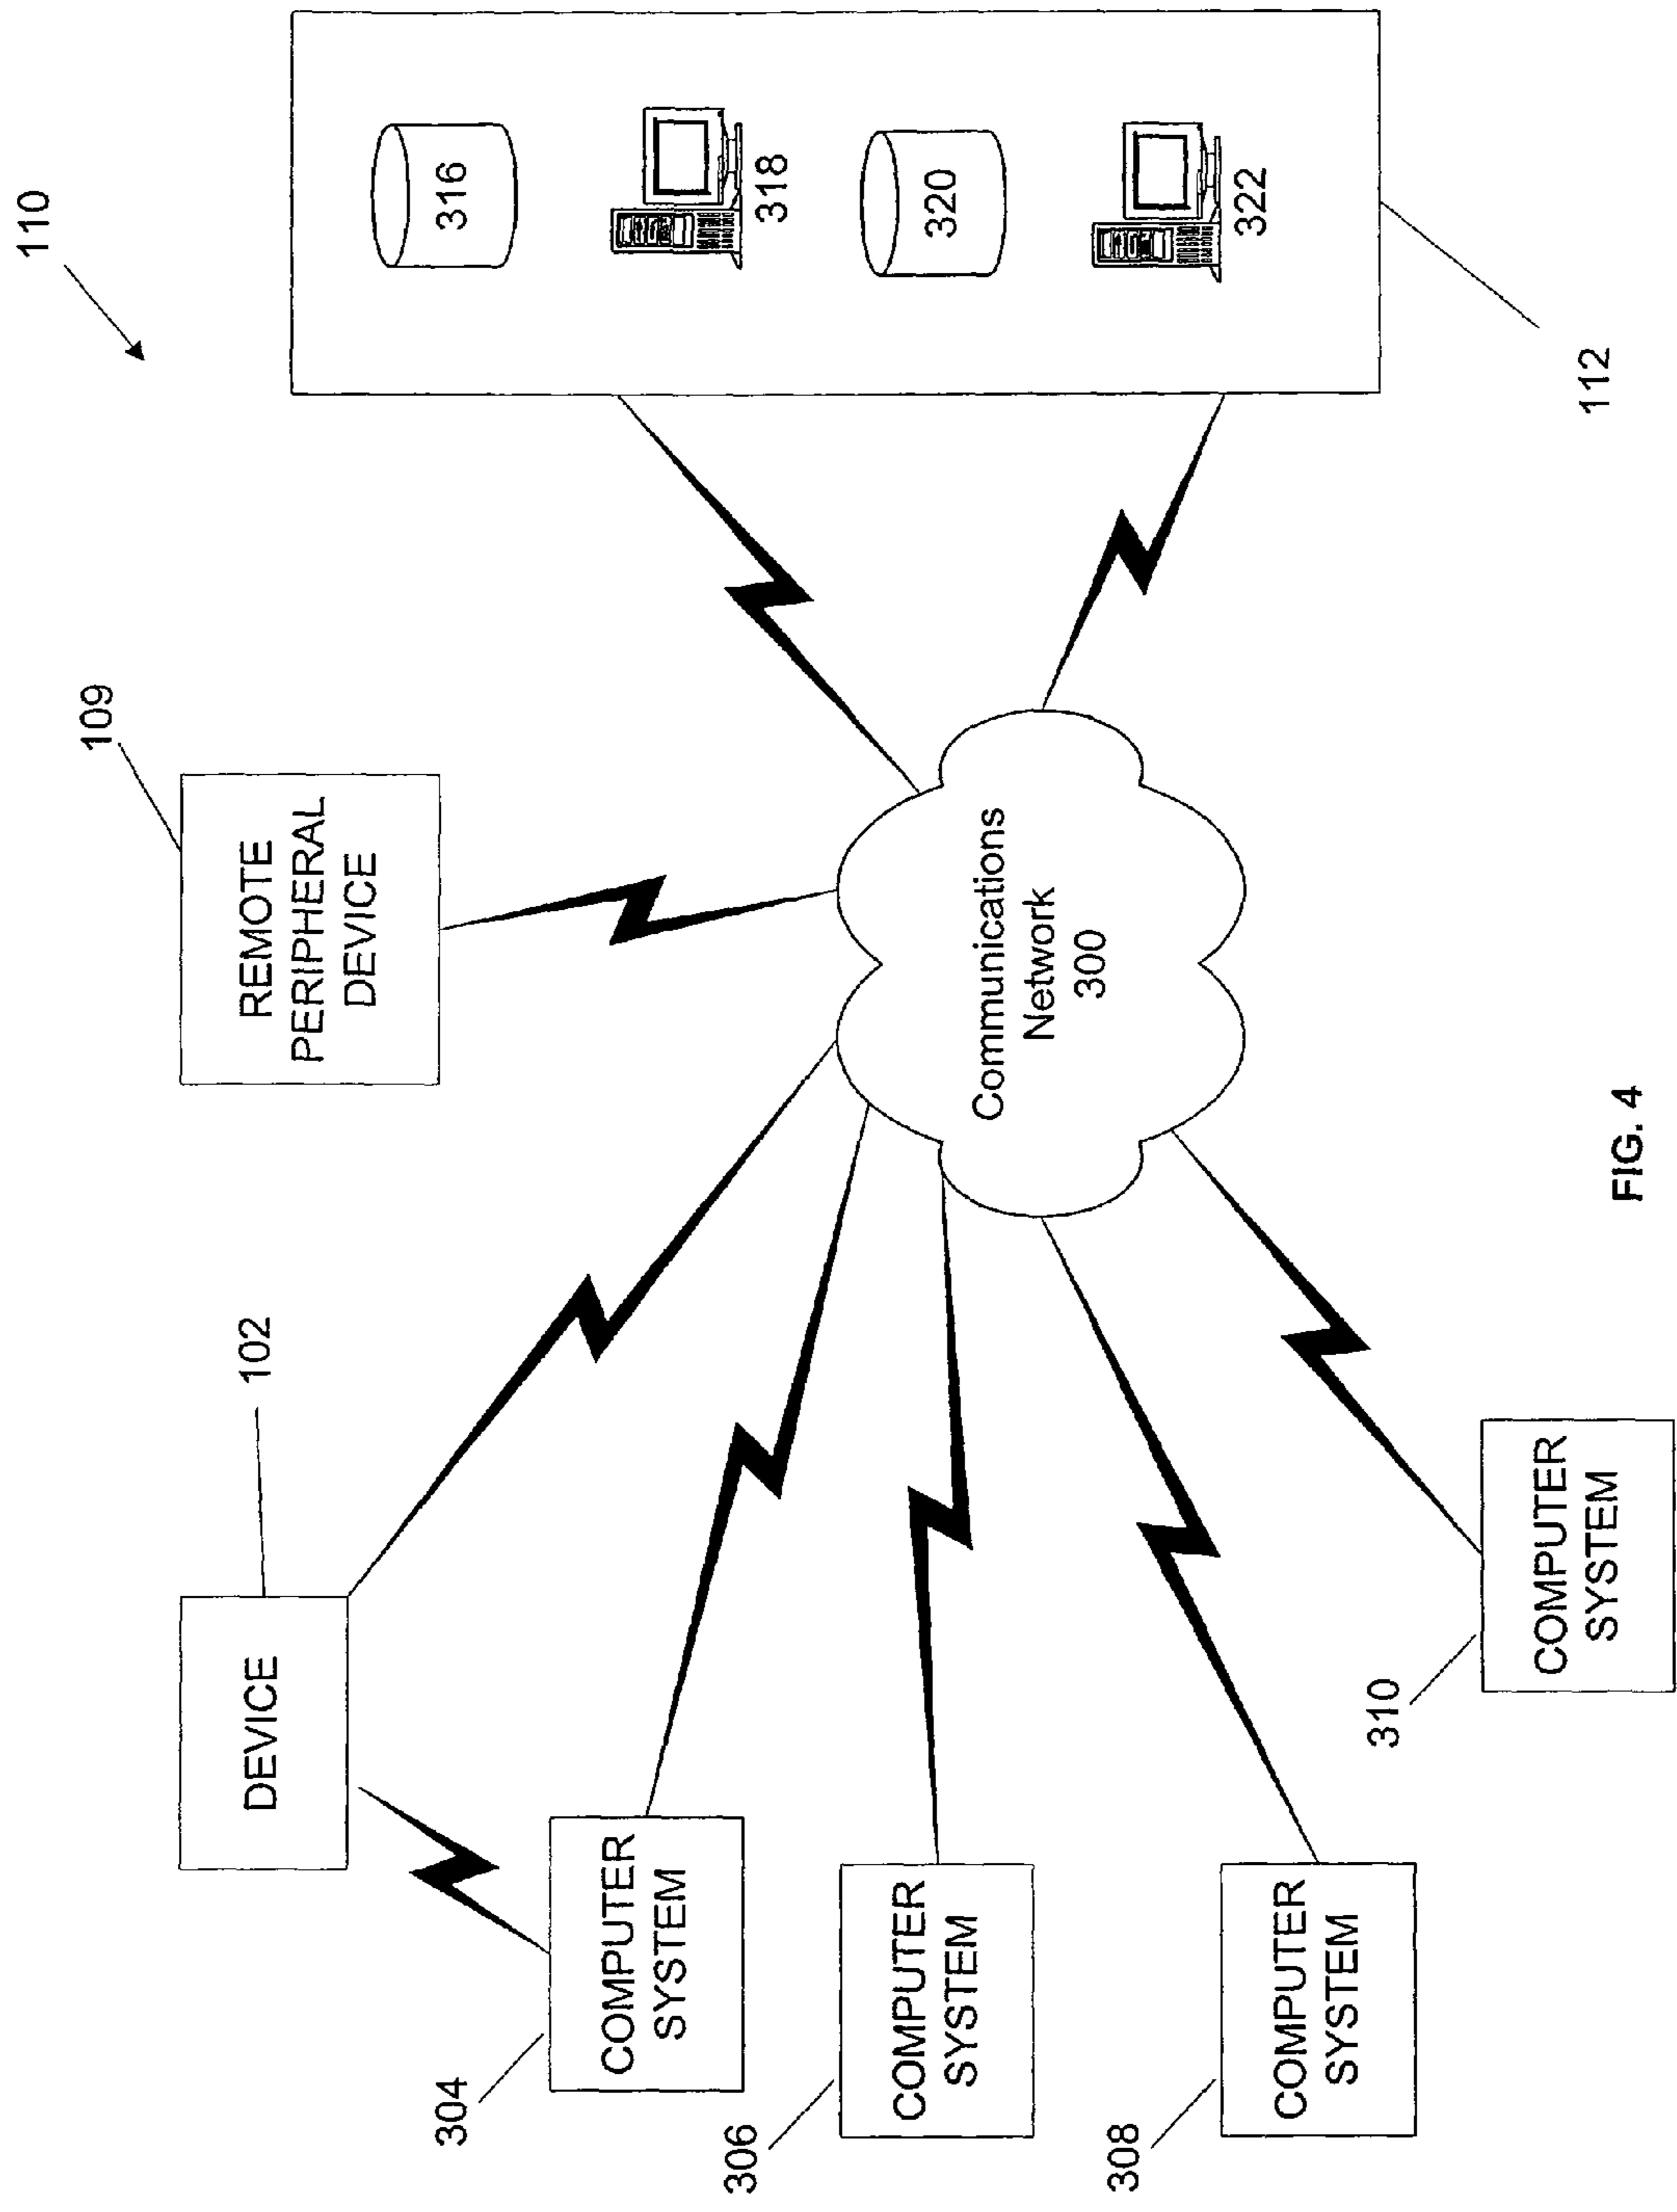 110
109
102
REMOTE
PERIPHERAL
DEVICE
DEVICE
316
318
320
322
112
304
COMPUTER
SYSTEM
306
COMPUTER
SYSTEM
308
COMPUTER
SYSTEM
310
COMPUTER
SYSTEM
Communications
Network
300
FIG. 4